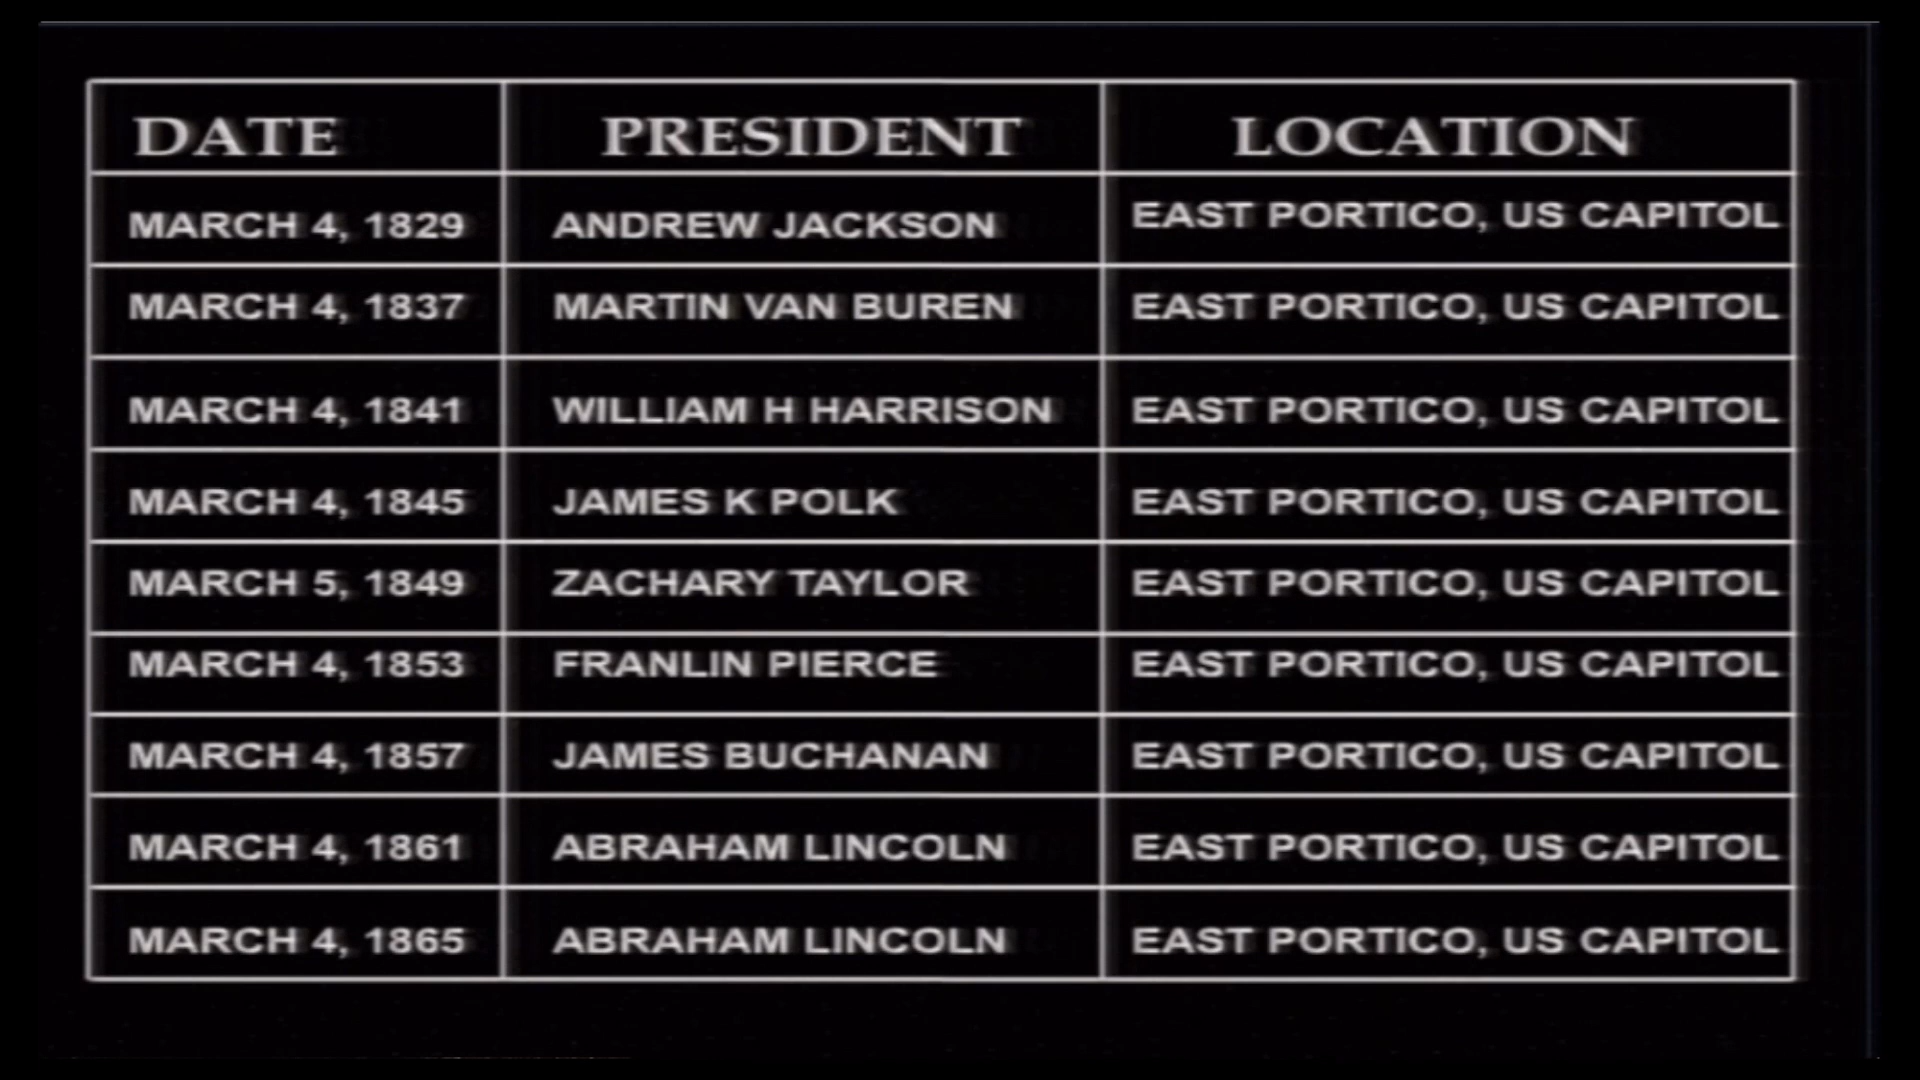 DATE PRESIDENT LOCATION
MARCH 4, 1829 ANDREW JACKSON EAST PORTICO, US CAPITOL
MARCH 4, 1837 MARTIN VAN BUREN EAST PORTICO, US CAPITOL
MARCH 4, 1841 WILLIAM H HARRISON EAST PORTICO, US CAPITOL
MARCH 4, 1845 JAMES K POLK EAST PORTICO, US CAPITOL
MARCH 5, 1849 ZACHARY TAYLOR EAST PORTICO, US CAPITOL
MARCH 4, 1853 FRANLIN PIERCE EAST PORTICO, US CAPITOL
MARCH 4, 1857 JAMES BUCHANAN EAST PORTICO, US CAPITOL
MARCH 4, 1861 ABRAHAM LINCOLN EAST PORTICO, US CAPITOL
MARCH 4, 1865 ABRAHAM LINCOLN EAST PORTICO, US CAPITOL